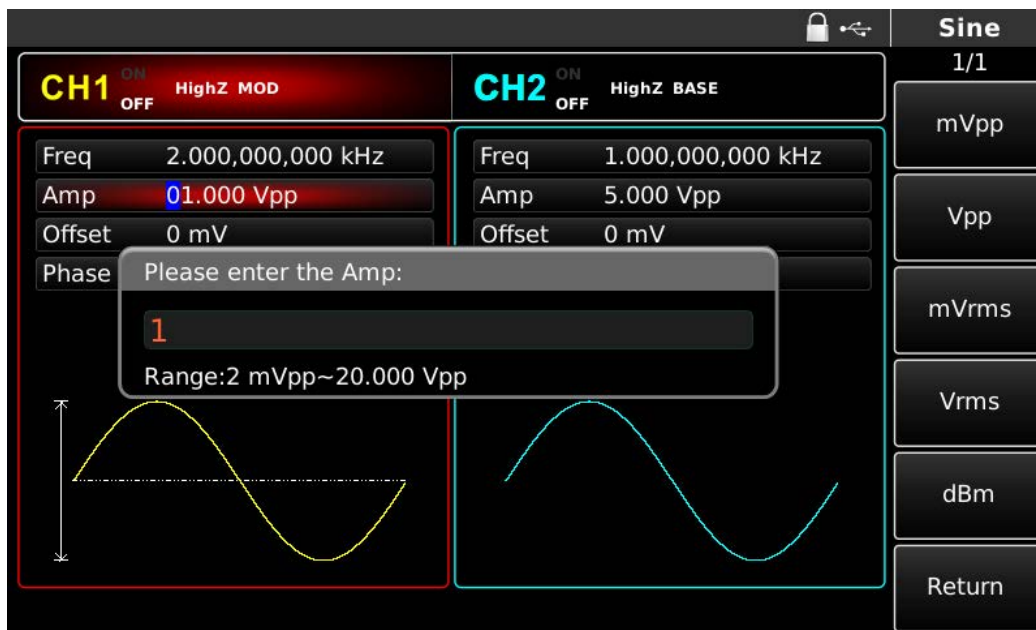 Sine
1/1
CH1 ON OFF HighZ MOD
CH2 ON OFF HighZ BASE
Freq 2.000,000,000 kHz
Amp 01.000 Vpp
Offset 0 mV
Phase
Freq 1.000,000,000 kHz
Amp 5.000 Vpp
Offset 0 mV
Please enter the Amp:
1
Range:2 mVpp~20.000 Vpp
mVpp
Vpp
mVrms
Vrms
dBm
Return